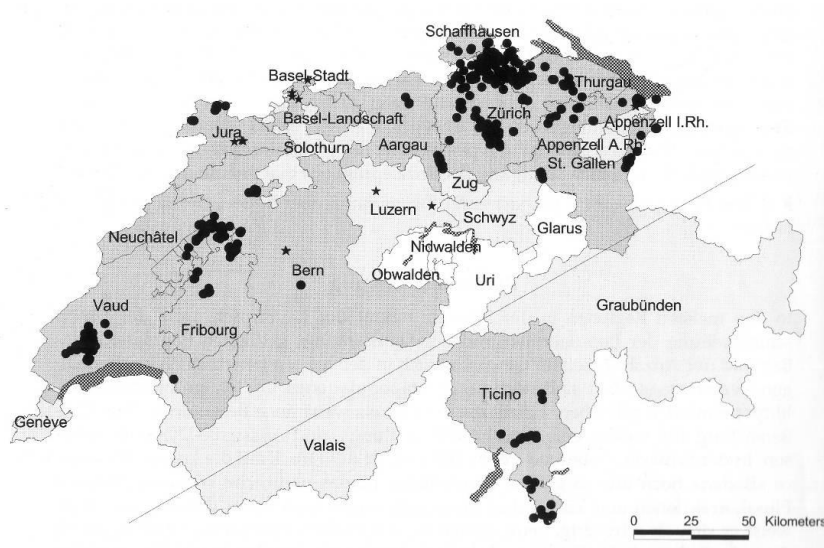 Schaffhausen
Basel-Stadt
Thurgau
Basel-Landschaft
Zürich
Jura
Appenzell I.Rh.
Solothurn
Aargau
Appenzell A.Rh.
St. Gallen
Zug
Luzern
Schwyz
Neuchâtel
Glarus
Nidwalden
Bern
Obwalden
Uri
Vaud
Graubünden
Fribourg
Ticino
Genève
Valais
0 25 50 Kilometers